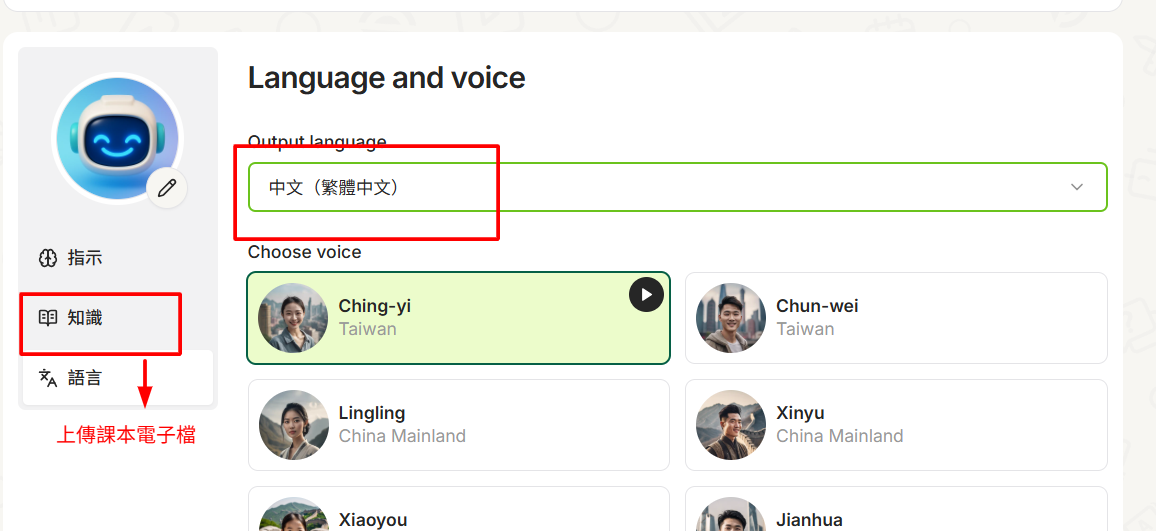 Language and voice
Output language
中文（繁體中文）
Choose voice
指示
知識
語言
上傳課本電子檔
Ching-yi
Taiwan
Chun-wei
Taiwan
Lingling
China Mainland
Xinyu
China Mainland
Xiaoyou
Jianhua